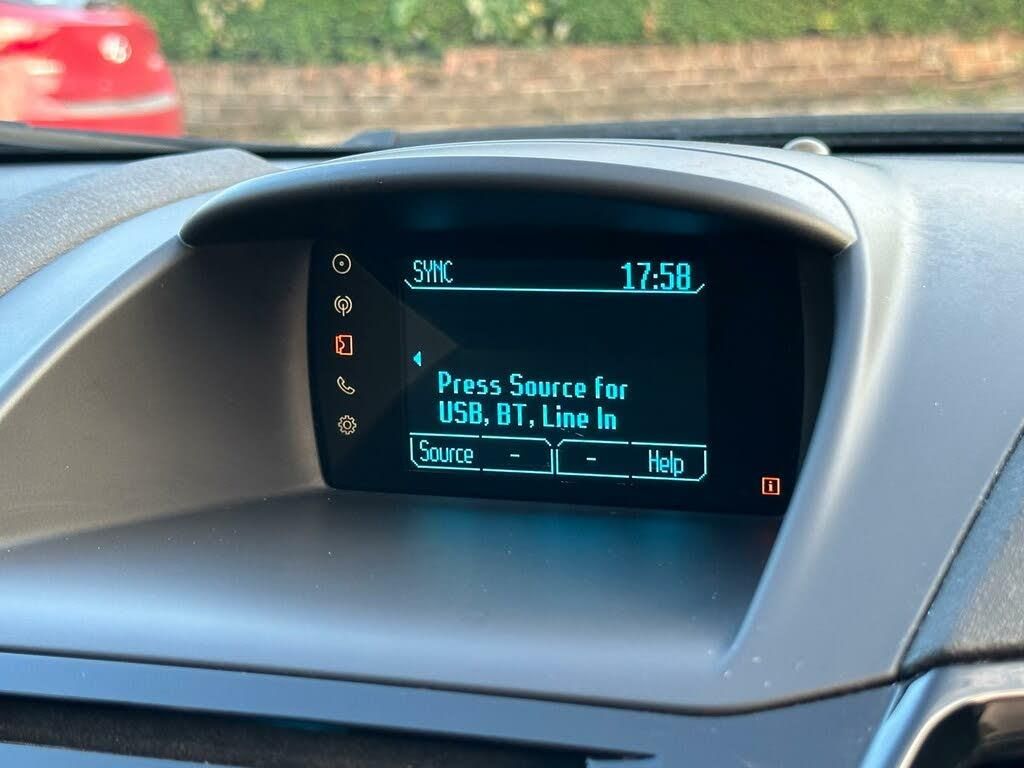 SYNC 17:58
Press Source for
USB, BT, Line In
Source - - Help
i